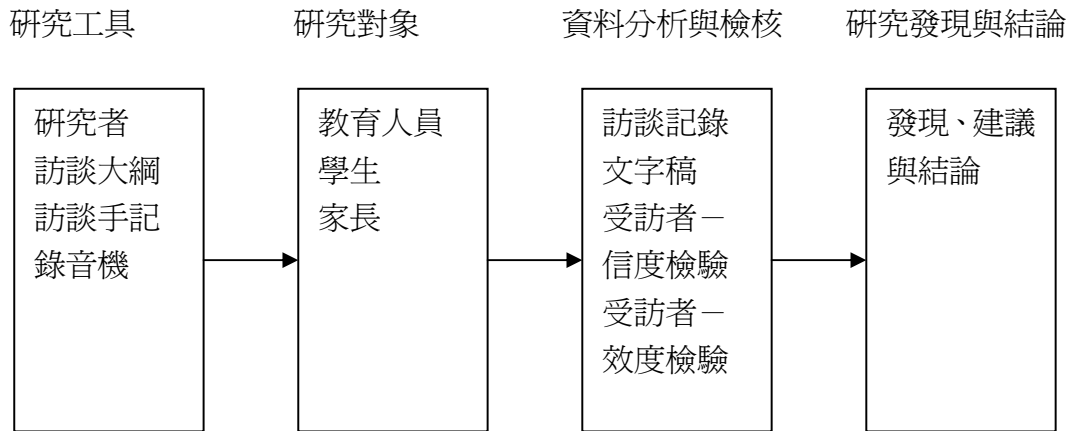 研究工具
研究對象
資料分析與檢核
研究發現與結論
研究者
訪談大綱
訪談手記
錄音機
教育人員
學生
家長
訪談記錄
文字稿
受訪者－
信度檢驗
受訪者－
效度檢驗
發現、建議
與結論